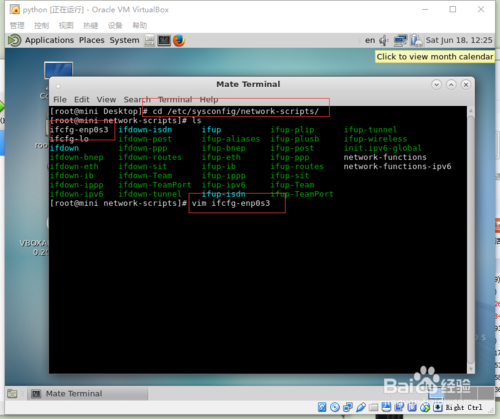 python [正在运行] - Oracle VM VirtualBox
管理 控制 视图 热键 设备 帮助
Applications Places System en Sat Jun 18, 12:25
Click to view month calendar
Mate Terminal
File Edit View Search Terminal Help
[root@mini Desktop]# cd /etc/sysconfig/network-scripts/
[root@mini network-scripts]# ls
ifcfg-enp0s3 ifdown-isdn ifup ifup-plip ifup-tunnel
ifcfg-lo ifdown-post ifup-aliases ifup-plusb ifup-wireless
ifdown ifdown-ppp ifup-bnep ifup-post init.ipv6-global
ifdown-bnep ifdown-routes ifup-eth ifup-ppp network-functions
ifdown-eth ifdown-sit ifup-ib ifup-routes network-functions-ipv6
ifdown-ib ifdown-Team ifup-ippp ifup-sit
ifdown-ippp ifdown-TeamPort ifup-ipv6 ifup-Team
ifdown-ipv6 ifdown-tunnel ifup-isdn ifup-TeamPort
[root@mini network-scripts]# vim ifcfg-enp0s3
VBOXA
0.20
Baidu经验
Mate Terminal
Right Ctrl